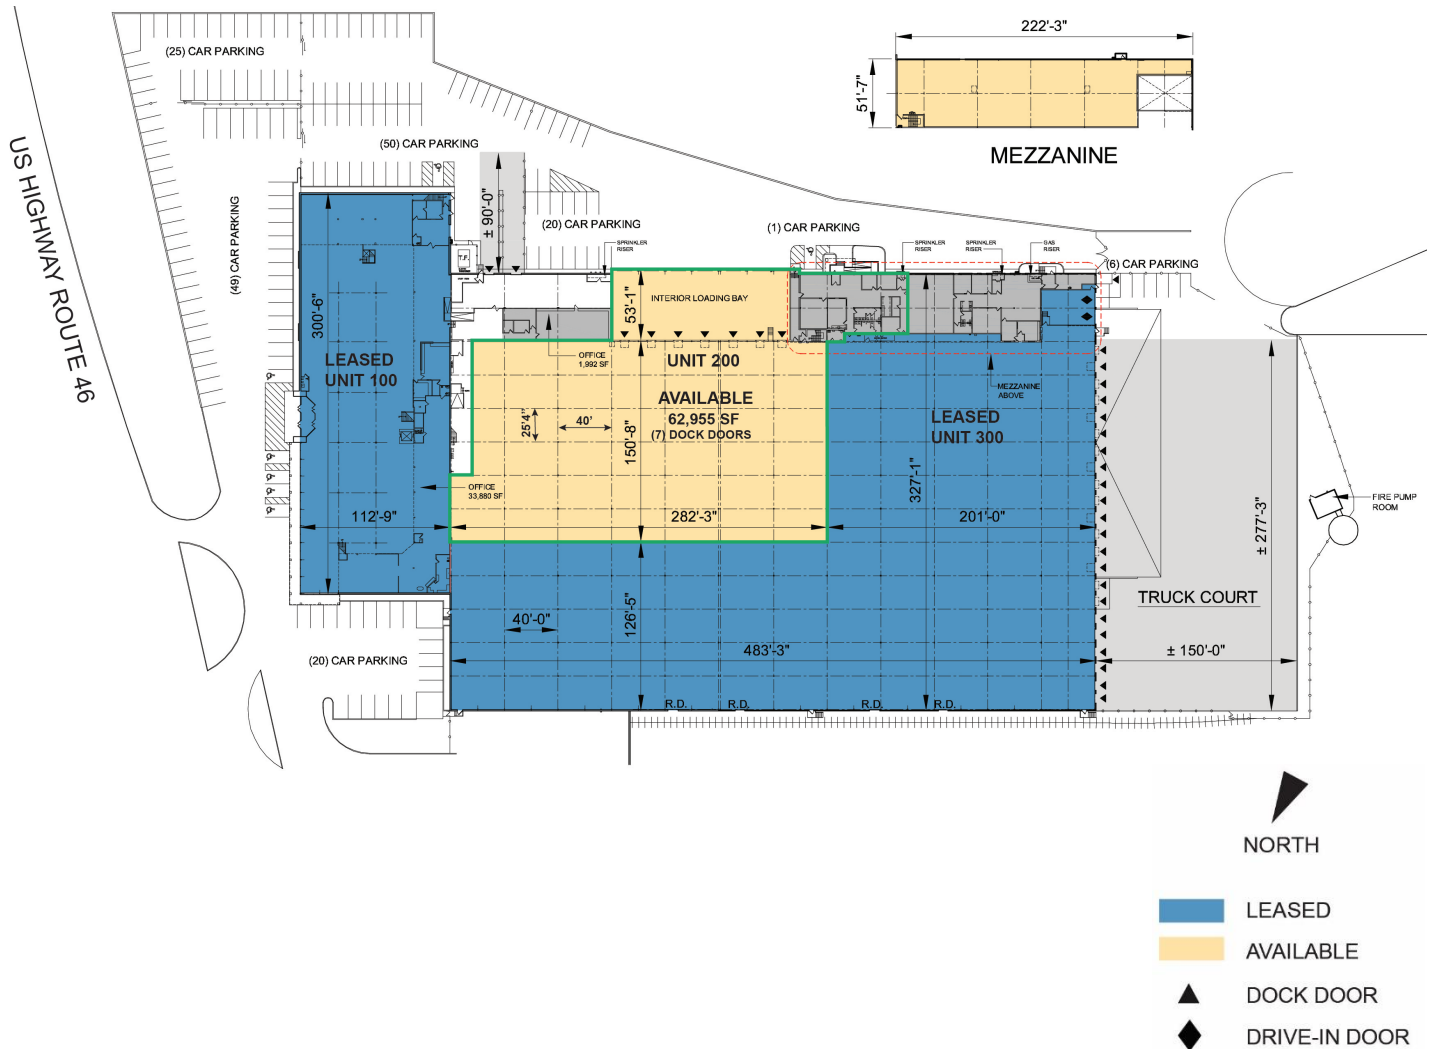 222'-3"
51'-7"
MEZZANINE
(25) CAR PARKING
(50) CAR PARKING
US HIGHWAY ROUTE 46
(49) CAR PARKING
± 90'-0"
(20) CAR PARKING
(1) CAR PARKING
(6) CAR PARKING
SPRINKLER
RISER
SPRINKLER
RISER
SPRINKLER
RISER
GAS
RISER
T.F.
300'-6"
LEASED
UNIT 100
53'-1"
INTERIOR LOADING BAY
OFFICE
1,992 SF
UNIT 200
AVAILABLE
62,955 SF
(7) DOCK DOORS
25'4"
40'
150'-8"
MEZZANINE
ABOVE
LEASED
UNIT 300
327'-1"
OFFICE
33,880 SF
112'-9"
282'-3"
201'-0"
± 277'-3"
FIRE PUMP
ROOM
126'-5"
40'-0"
TRUCK COURT
483'-3"
± 150'-0"
(20) CAR PARKING
R.D.
R.D.
R.D.
R.D.
NORTH
LEASED
AVAILABLE
DOCK DOOR
DRIVE-IN DOOR